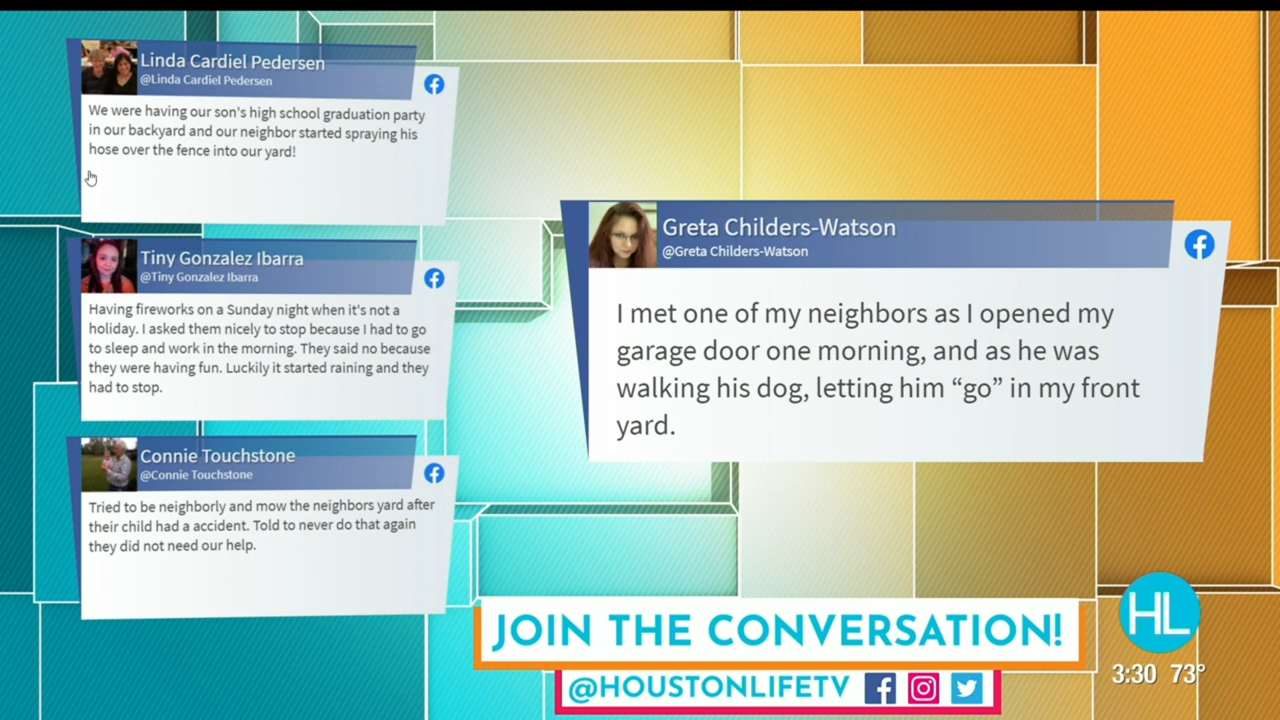 Linda Cardiel Pedersen
@Linda Cardiel Pedersen
We were having our son's high school graduation party
in our backyard and our neighbor started spraying his
hose over the fence into our yard!
Tiny Gonzalez Ibarra
@Tiny Gonzalez Ibarra
Having fireworks on a Sunday night when it's not a
holiday. I asked them nicely to stop because I had to go
to sleep and work in the morning. They said no because
they were having fun. Luckily it started raining and they
had to stop.
Connie Touchstone
@Connie Touchstone
Tried to be neighborly and mow the neighbors yard after
their child had a accident. Told to never do that again
they did not need our help.
Greta Childers-Watson
@Greta Childers-Watson
I met one of my neighbors as I opened my
garage door one morning, and as he was
walking his dog, letting him “go” in my front
yard.
JOIN THE CONVERSATION!
@HOUSTONLIFETV
HL
3:30 73°